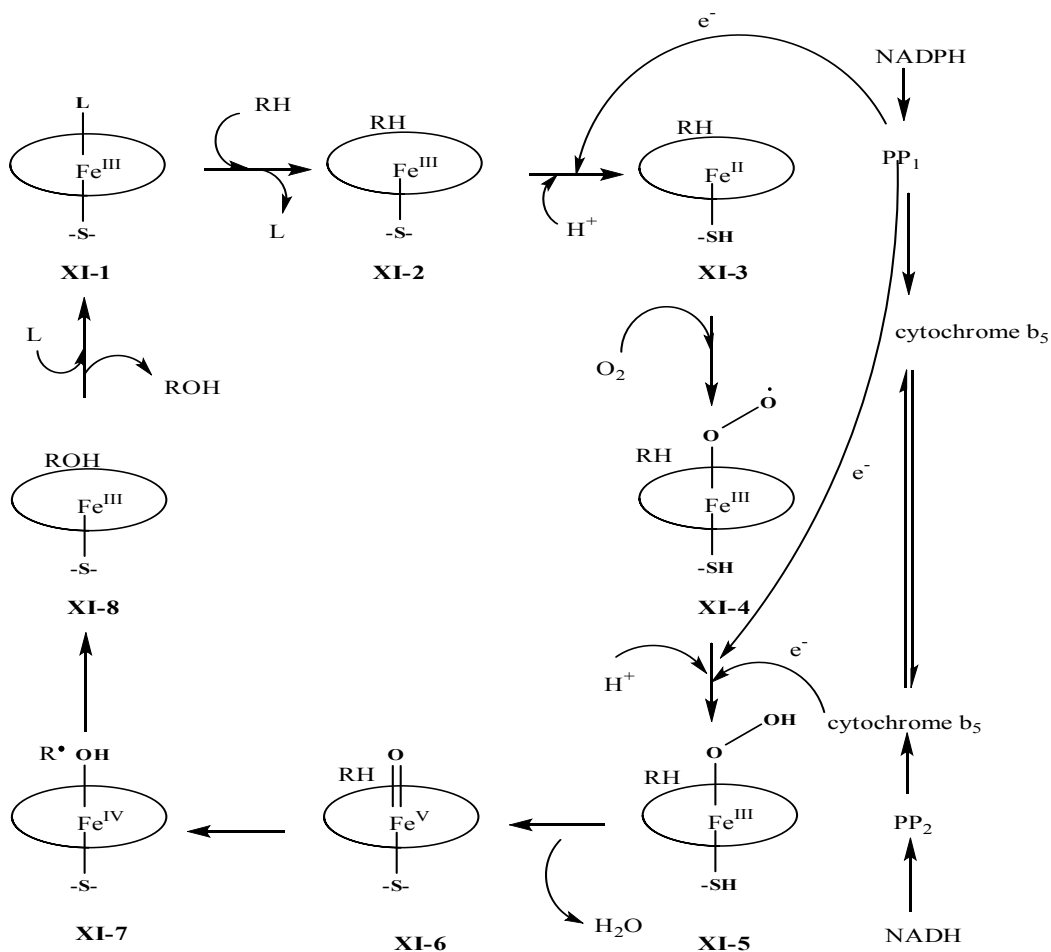 e⁻
NADPH
L
RH
RH
RH
Feᴵᴵᴵ
Feᴵᴵᴵ
Feᴵᴵ
PP₁
-S-
L
-S-
H⁺
-SH
XI-1
XI-2
XI-3
L
ROH
O₂
cytochrome b₅
Ȯ
O
ROH
RH
e⁻
Feᴵᴵᴵ
Feᴵᴵᴵ
-S-
-SH
XI-8
XI-4
H⁺
e⁻
OH
cytochrome b₅
R• OH
O
O
RH
RH
Feᴵⱽ
Feⱽ
Feᴵᴵᴵ
PP₂
-S-
-S-
-SH
H₂O
XI-7
XI-6
XI-5
NADH